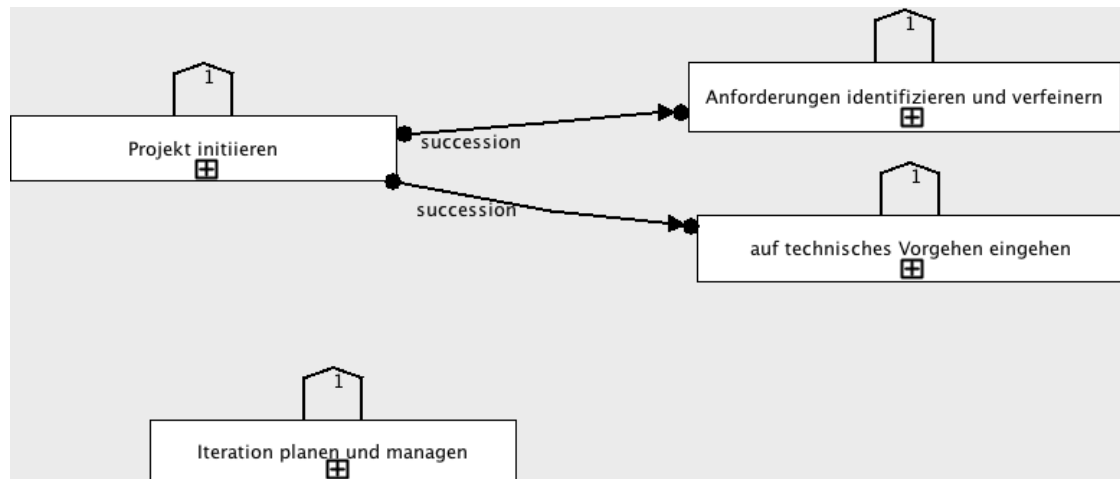 1
Anforderungen identifizieren und verfeinern
1
Projekt initiieren
succession
succession
1
auf technisches Vorgehen eingehen
1
Iteration planen und managen